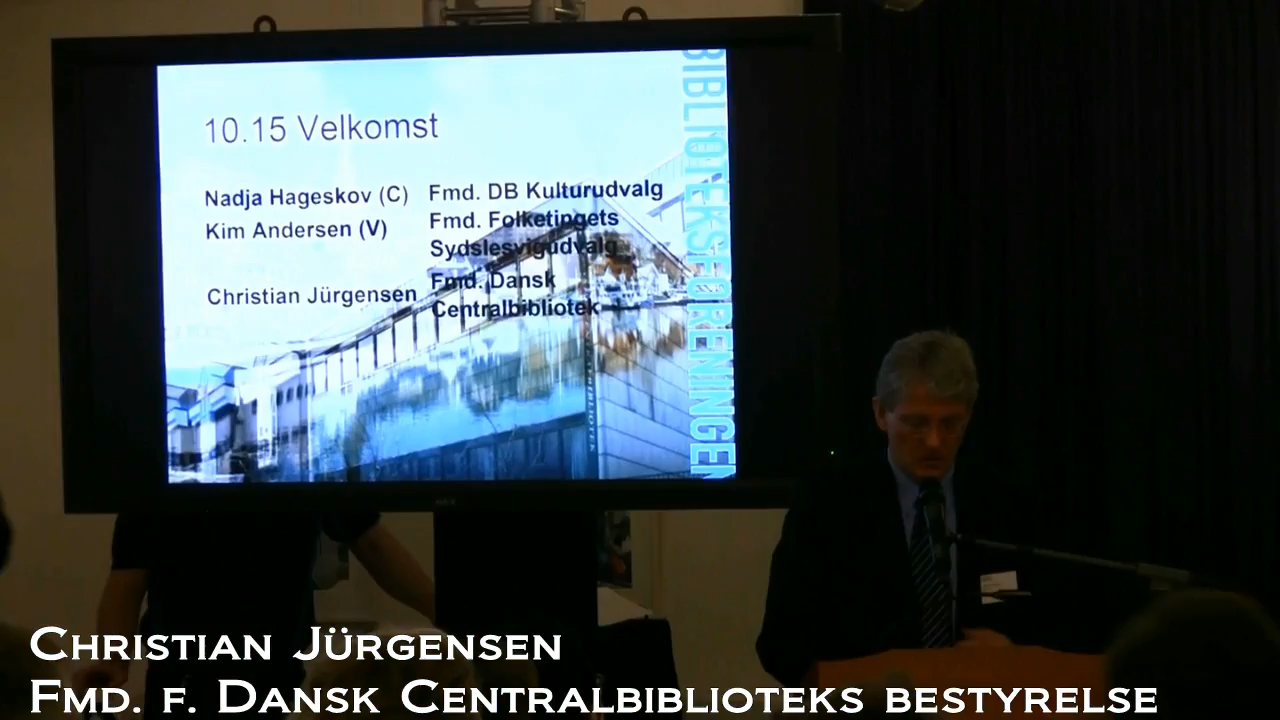 10.15 Velkomst
Nadja Hageskov (C) Fmd. DB Kulturudvalg
Kim Andersen (V) Fmd. Folketingets
Sydslesvigudvalg
Christian Jürgensen Fmd. Dansk
Centralbibliotek
BIBLIOTEKSFORENINGEN
Christian Jürgensen
Fmd. f. Dansk Centralbiblioteks bestyrelse